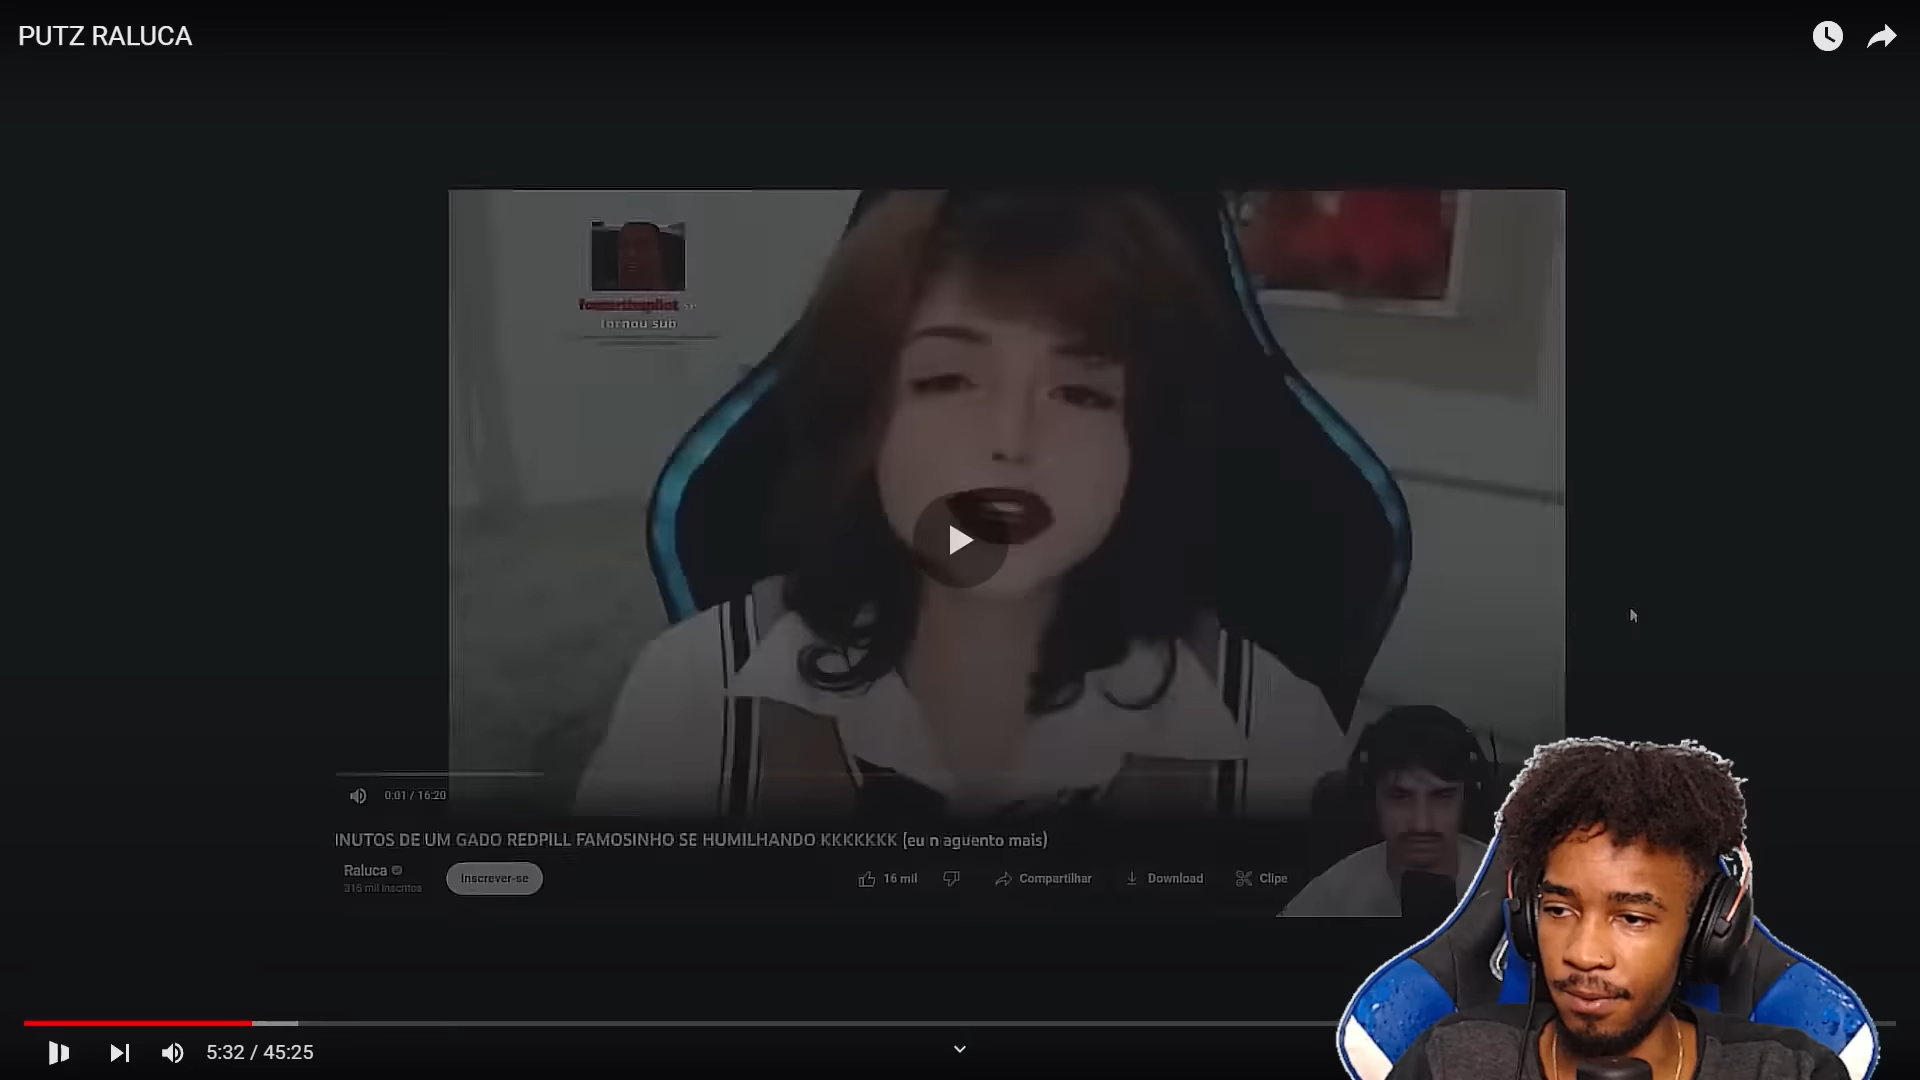 PUTZ RALUCA
tornou sub
0:01 / 16:20
INUTOS DE UM GADO REDPILL FAMOSINHO SE HUMILHANDO KKKKKKK (eu n aguento mais)
Raluca
315 mil inscritos
Inscrever-se
16 mil
Compartilhar
Download
Clipe
5:32 / 45:25